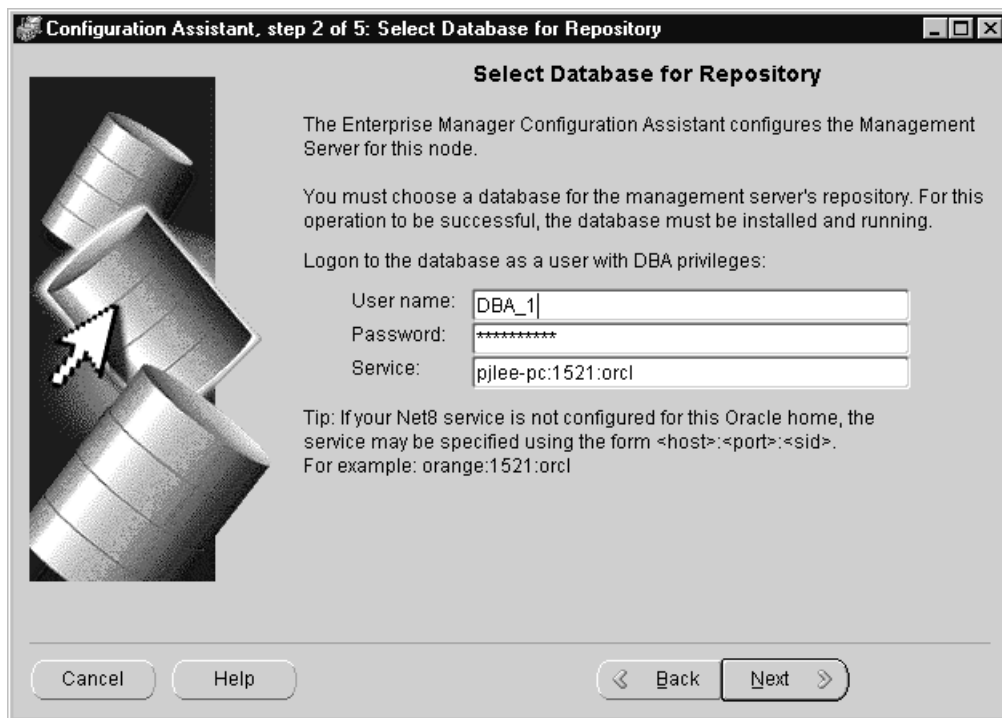 Configuration Assistant, step 2 of 5: Select Database for Repository
Select Database for Repository
The Enterprise Manager Configuration Assistant configures the Management
Server for this node.
You must choose a database for the management server's repository. For this
operation to be successful, the database must be installed and running.
Logon to the database as a user with DBA privileges:
User name: DBA_1
Password: **********
Service: pjlee-pc:1521:orcl
Tip: If your Net8 service is not configured for this Oracle home, the
service may be specified using the form <host>:<port>:<sid>.
For example: orange:1521:orcl
Cancel Help Back Next